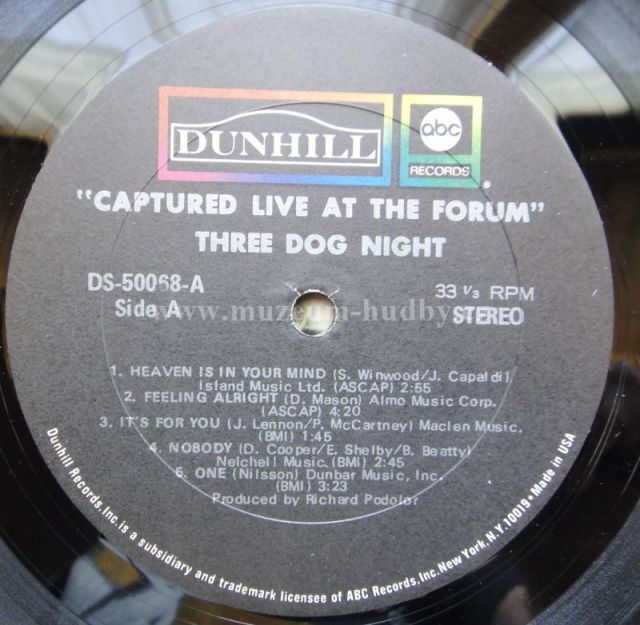 DUNHILL
abc
RECORDS
"CAPTURED LIVE AT THE FORUM"
THREE DOG NIGHT
DS-50068-A
Side A
33 1/3 RPM
STEREO
1. HEAVEN IS IN YOUR MIND (S. Winwood/J. Capaldi)
Island Music Ltd. (ASCAP) 2:55
2. FEELING ALRIGHT (D. Mason) Almo Music Corp.
(ASCAP) 4:20
3. IT'S FOR YOU (J. Lennon/P. McCartney) Maclen Music,
(BMI) 1:45
4. NOBODY (D. Cooper/E. Shelby/B. Beatty)
Nelchell Music. (BMI) 2:45
5. ONE (Nilsson) Dunbar Music, Inc.
(BMI) 3:23
Produced by Richard Podolor
Dunhill Records, Inc. is a subsidiary and trademark licensee of ABC Records, Inc. New York, N.Y. 10019 • Made in USA